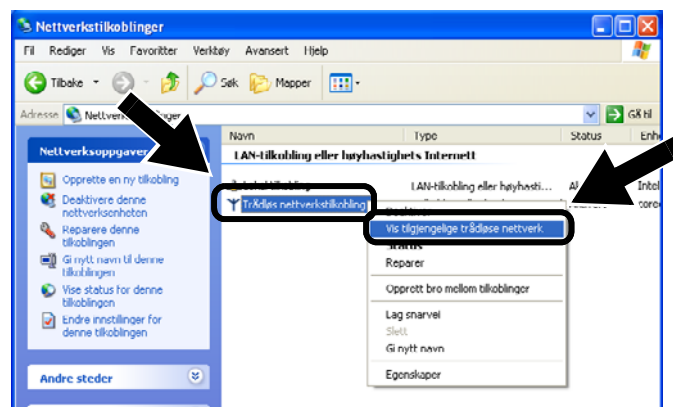 Nettverkstilkoblinger
Fil Rediger Vis Favoritter Verktøy Avansert Hjelp
Tilbake Søk Mapper
Adresse Gå til
Navn Type Status
Nettverksoppgaver
LAN-tilkobling eller høyhastighets Internett
Opprette en ny tilkobling
LAN-tilkobling eller høyhasti... Intel
Deaktivere denne
nettverksenheten
Trådløs nettverkstilkobling
Vis tilgjengelige trådløse nettverk
Reparere denne
tilkoblingen
Status
Reparer
Gi nytt navn til denne
tilkoblingen
Opprett bro mellom tilkoblinger
Vise status for denne
tilkoblingen
Lag snarvei
Slett
Endre innstillinger for
denne tilkoblingen
Gi nytt navn
Andre steder
Egenskaper